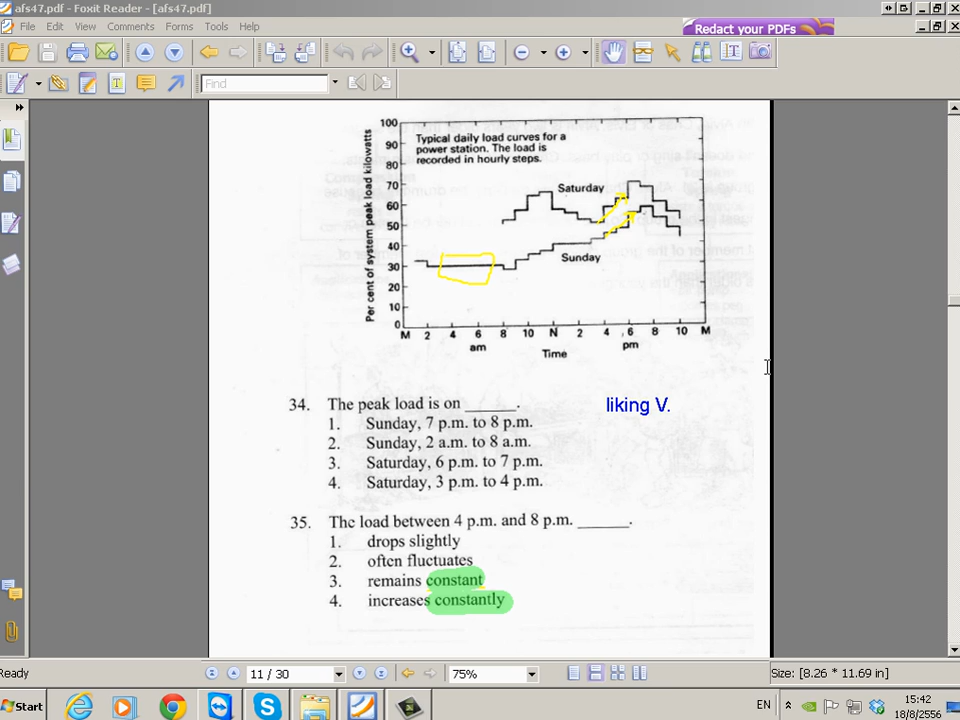 afs47.pdf - Foxit Reader - [afs47.pdf]
File Edit View Comments Forms Tools Help
Redact your PDFs
Find
100
90
80
70
60
50
40
30
20
10
0
Per cent of system peak load kilowatts
Typical daily load curves for a
power station. The load is
recorded in hourly steps.
Saturday
Sunday
M 2 4 6 8 10 N 2 4 6 8 10 M
am pm
Time
34. The peak load is on ______.
liking V.
1. Sunday, 7 p.m. to 8 p.m.
2. Sunday, 2 a.m. to 8 a.m.
3. Saturday, 6 p.m. to 7 p.m.
4. Saturday, 3 p.m. to 4 p.m.
35. The load between 4 p.m. and 8 p.m. ______.
1. drops slightly
2. often fluctuates
3. remains constant
4. increases constantly
Ready
11 / 30
75%
Size: [8.26 * 11.69 in]
Start
EN
15:42
18/8/2556